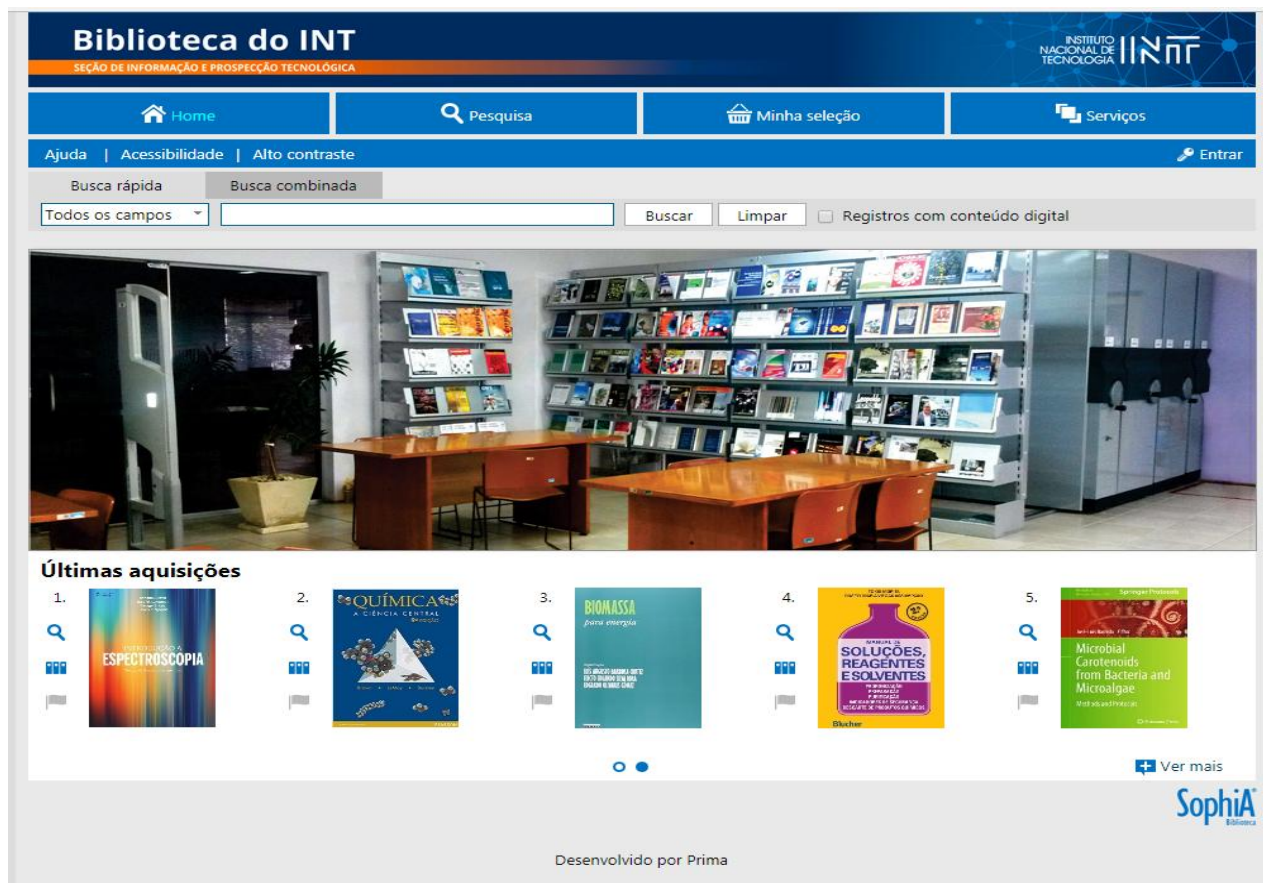 Biblioteca do INT
SEÇÃO DE INFORMAÇÃO E PROSPECÇÃO TECNOLÓGICA
INSTITUTO
NACIONAL DE
TECNOLOGIA
INT
Home
Pesquisa
Minha seleção
Serviços
Ajuda | Acessibilidade | Alto contraste
Entrar
Busca rápida
Busca combinada
Todos os campos
Buscar
Limpar
Registros com conteúdo digital
Últimas aquisições
1.
INTRODUÇÃO À
ESPECTROSCOPIA
2.
QUÍMICA
A CIÊNCIA CENTRAL
3.
BIOMASSA
para energia
4.
MANUAL DE
SOLUÇÕES,
REAGENTES
E SOLVENTES
Blucher
5.
Springer Protocols
Microbial
Carotenoids
from Bacteria and
Microalgae
Methods and Protocols
Ver mais
SophiA
Biblioteca
Desenvolvido por Prima